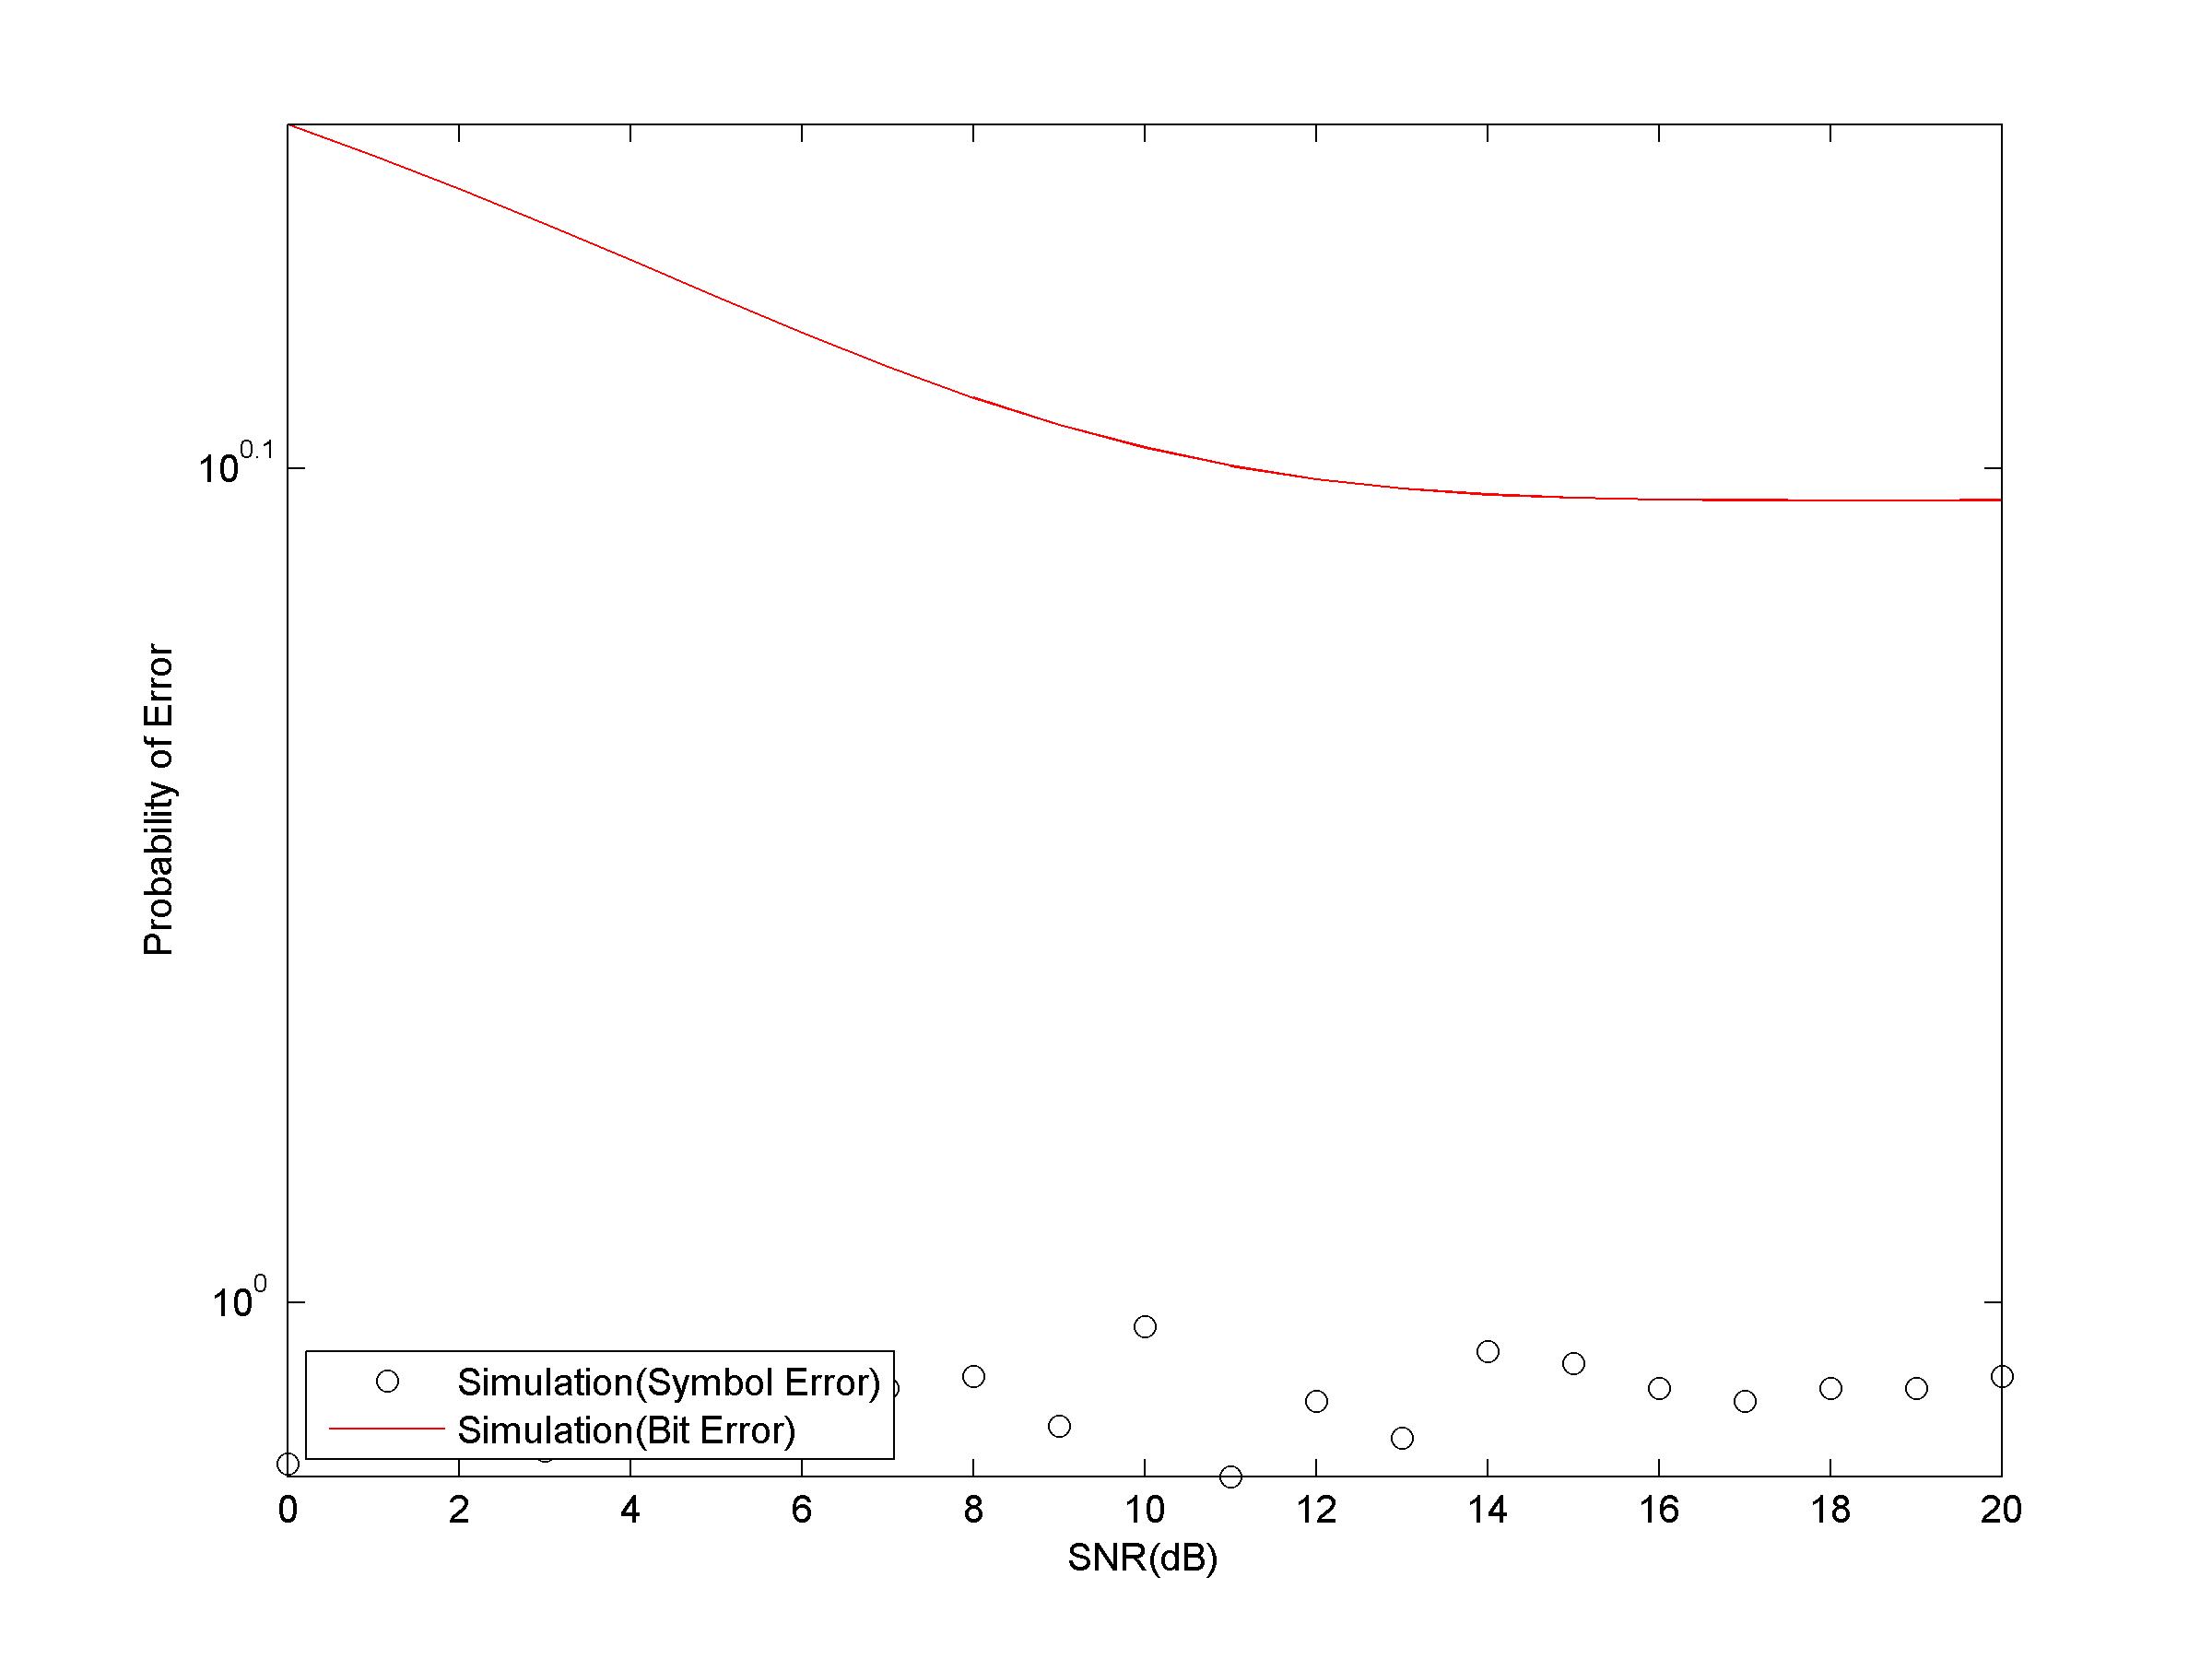 10^0.1
Probability of Error
10^0
Simulation(Symbol Error)
Simulation(Bit Error)
0 2 4 6 8 10 12 14 16 18 20
SNR(dB)